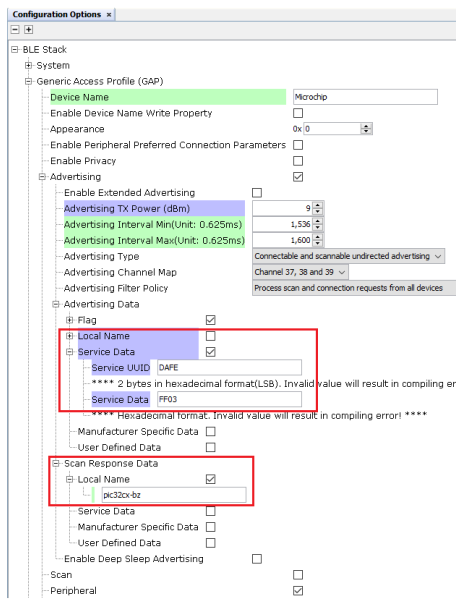 Configuration Options ×
BLE Stack
System
Generic Access Profile (GAP)
Device Name Microchip
Enable Device Name Write Property
Appearance 0x 0
Enable Peripheral Preferred Connection Parameters
Enable Privacy
Advertising
Enable Extended Advertising
Advertising TX Power (dBm) 9
Advertising Interval Min(Unit: 0.625ms) 1,536
Advertising Interval Max(Unit: 0.625ms) 1,600
Advertising Type Connectable and scannable undirected advertising
Advertising Channel Map Channel 37, 38 and 39
Advertising Filter Policy Process scan and connection requests from all devices
Advertising Data
Flag
Local Name
Service Data
Service UUID DAFE
**** 2 bytes in hexadecimal format(LSB). Invalid value will result in compiling er
Service Data FF03
**** Hexadecimal format. Invalid value will result in compiling error! ****
Manufacturer Specific Data
User Defined Data
Scan Response Data
Local Name
pic32cx-bz
Service Data
Manufacturer Specific Data
User Defined Data
Enable Deep Sleep Advertising
Scan
Peripheral